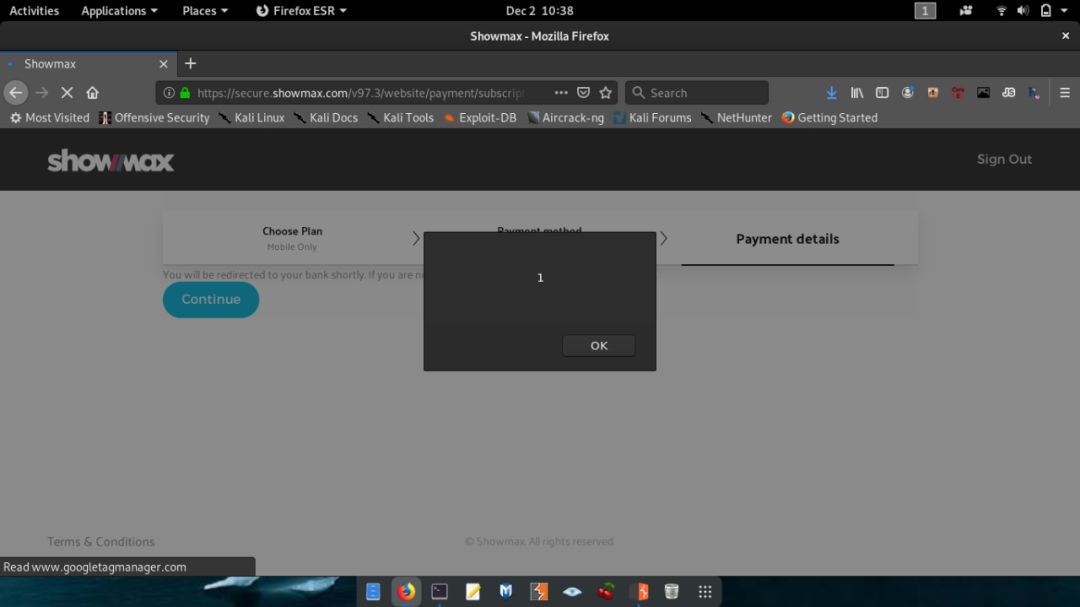 Activities Applications Places Firefox ESR Dec 2 10:38 1
Showmax - Mozilla Firefox
Showmax
https://secure.showmax.com/v97.3/website/payment/subscript Search
Most Visited Offensive Security Kali Linux Kali Docs Kali Tools Exploit-DB Aircrack-ng Kali Forums NetHunter Getting Started
showmax Sign Out
Choose Plan Payment method Payment details
Mobile Only
You will be redirected to your bank shortly. If you are
Continue
1
OK
Terms & Conditions © Showmax. All rights reserved.
Read www.googletagmanager.com